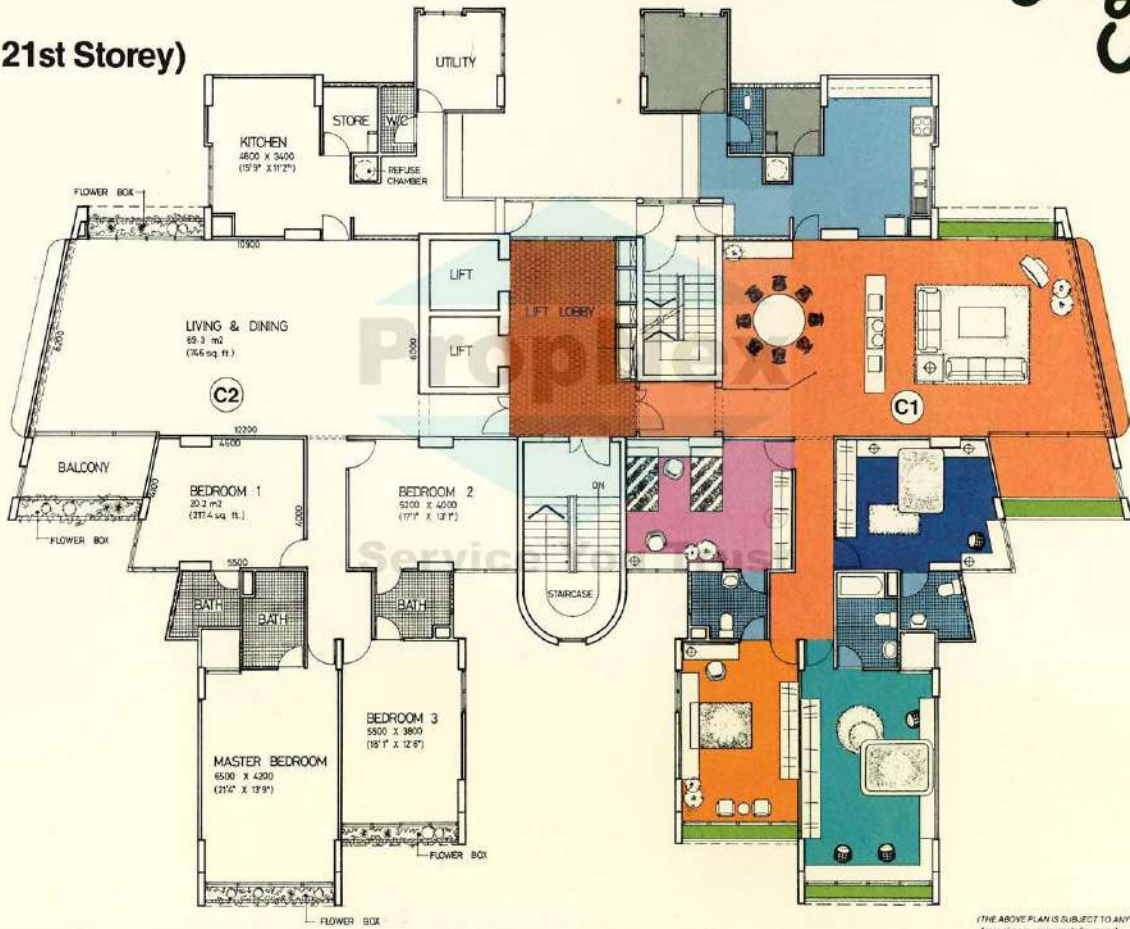 21st Storey)
UTILITY
KITCHEN
4800 X 3400
(15'9" X 11'2")
STORE
W/C
REFUSE
CHAMBER
FLOWER BOX
10900
LIFT
LIFT LOBBY
LIVING & DINING
69.3 m2
(746 sq. ft.)
6200
6000
LIFT
PropNex
C2
C1
12200
BALCONY
4600
BEDROOM 1
20.2 m2
(217.4 sq. ft.)
4000
BEDROOM 2
5200 X 4000
(17'1" X 13'1")
FLOWER BOX
5500
Service You Trust
BATH
BATH
BATH
STAIRCASE
MASTER BEDROOM
6500 X 4200
(21'4" X 13'9")
BEDROOM 3
5500 X 3800
(18'1" X 12'6")
FLOWER BOX
FLOWER BOX
(THE ABOVE PLAN IS SUBJECT TO ANY